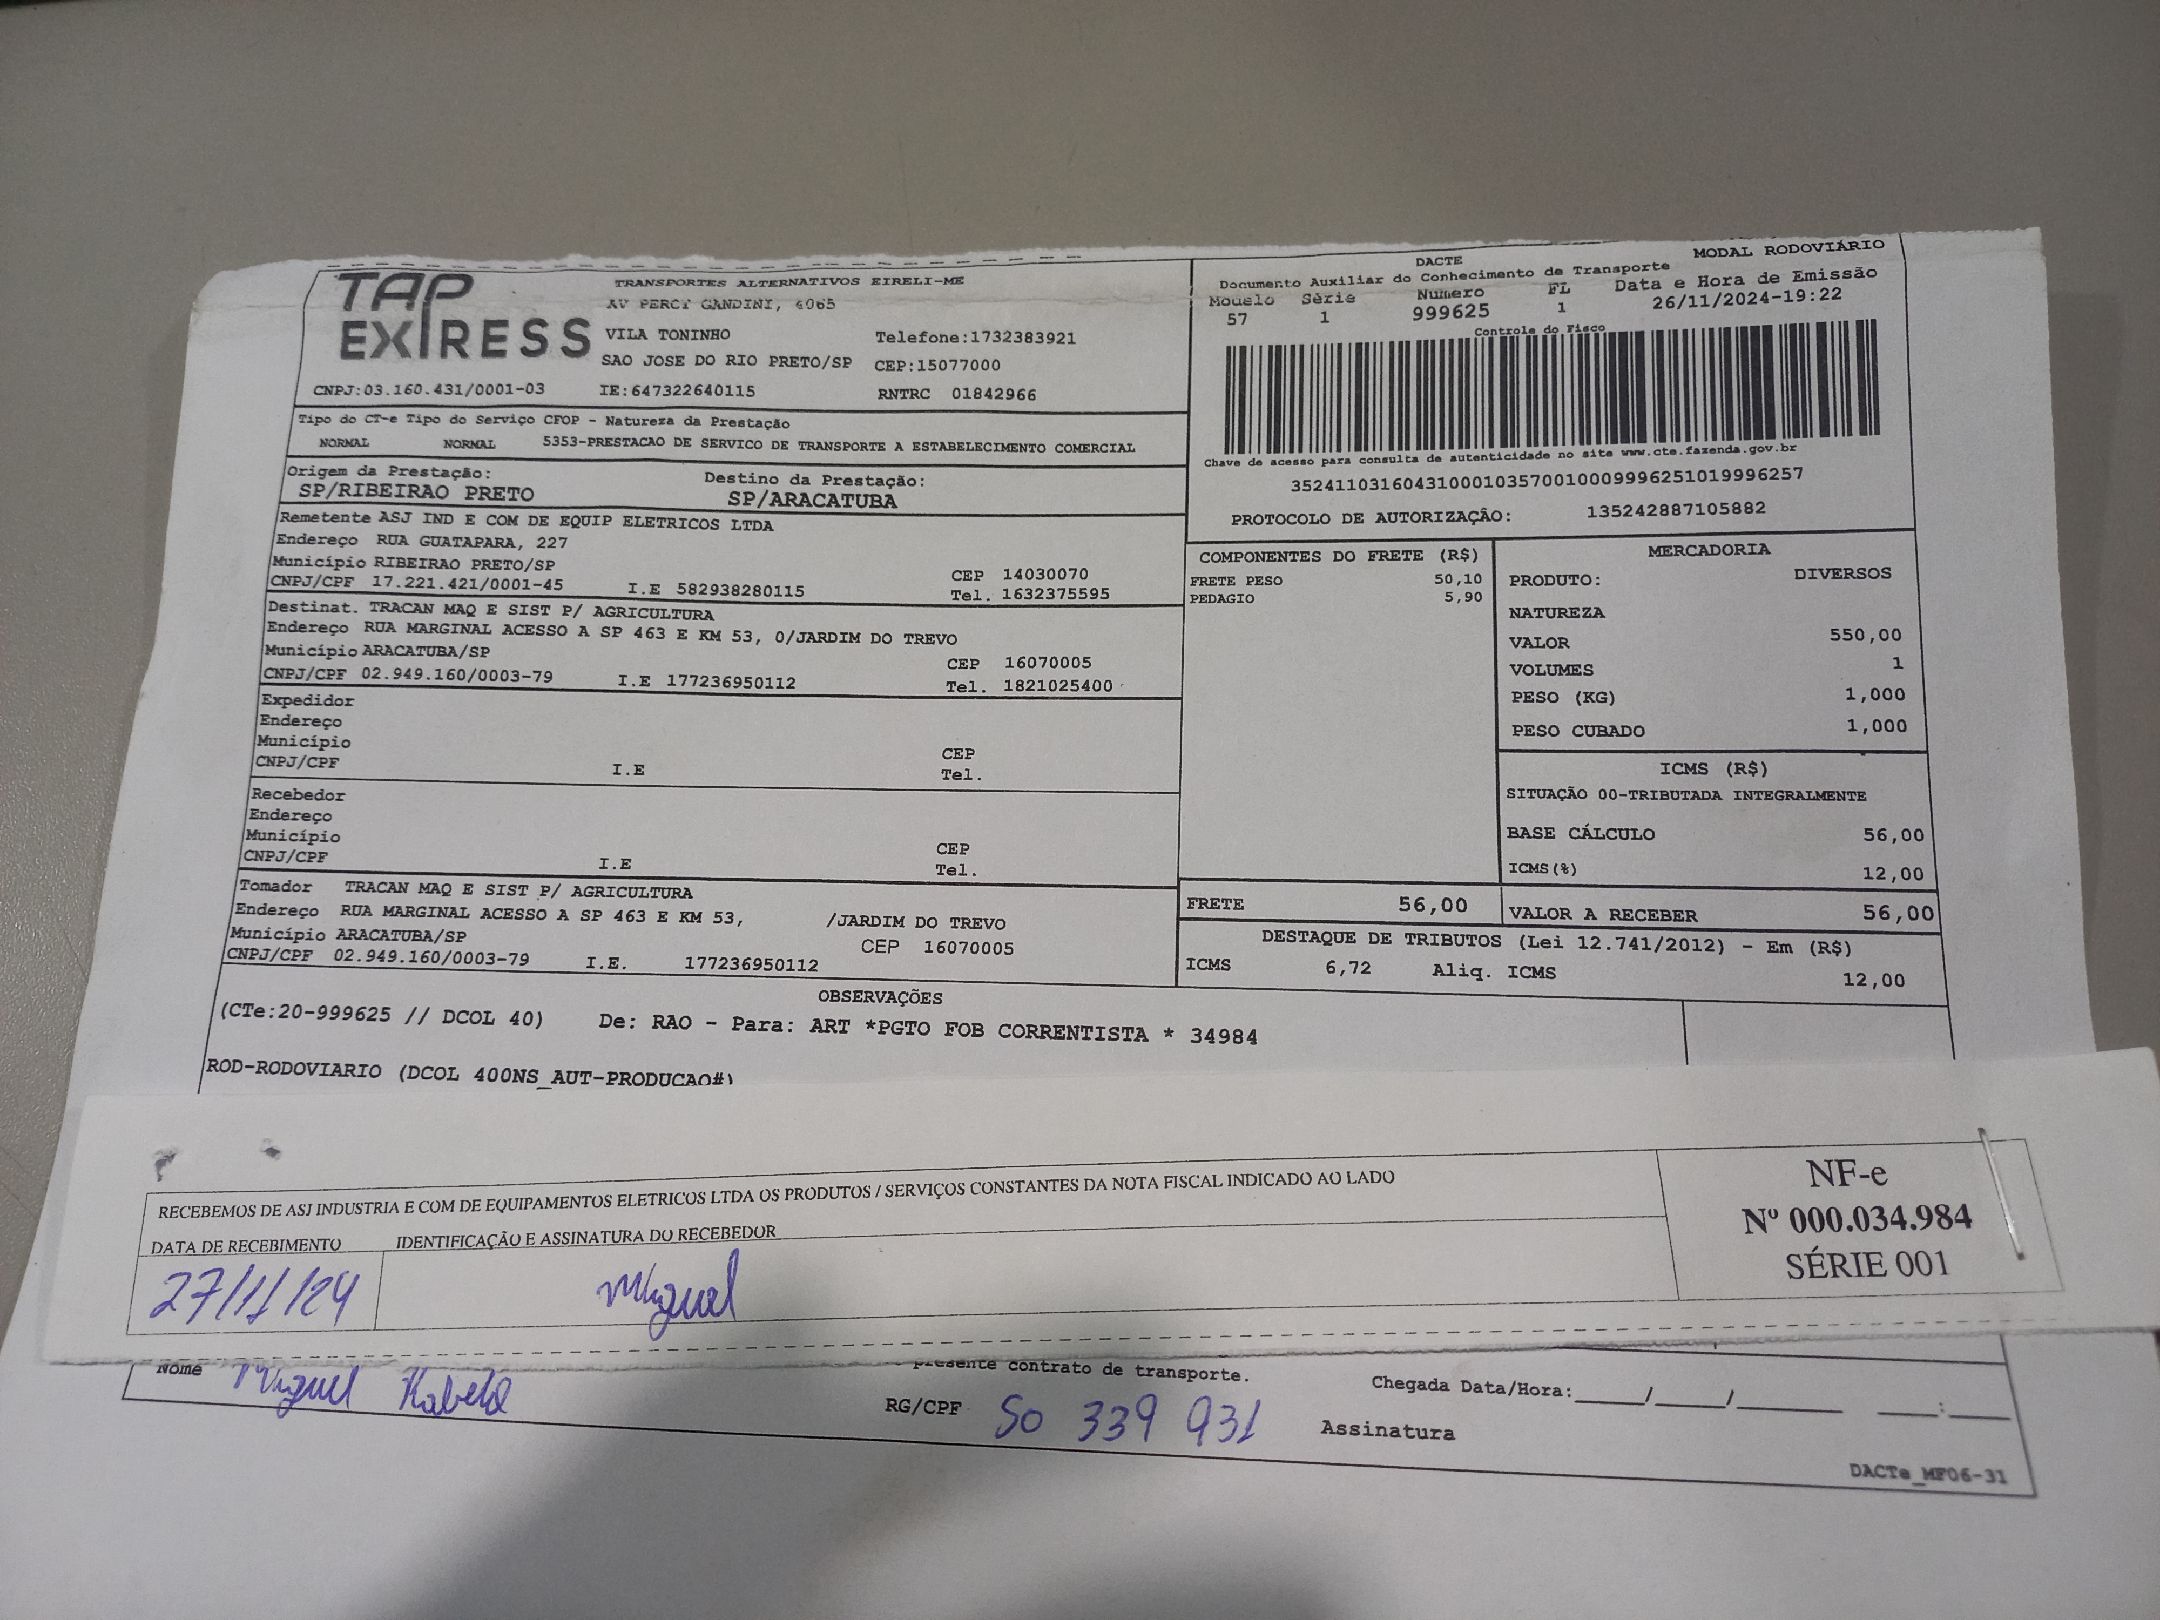 TAP
EXPRESS
TRANSPORTES ALTERNATIVOS EIRELI-ME
AV PERCY GANDINI, 4065
VILA TONINHO Telefone:1732383921
SAO JOSE DO RIO PRETO/SP CEP:15077000
CNPJ:03.160.431/0001-03 IE:647322640115 RNTRC 01842966
DACTE MODAL RODOVIÁRIO
Documento Auxiliar do Conhecimento de Transporte
Modelo Série Número FL Data e Hora de Emissão
57 1 999625 1 26/11/2024-19:22
Controle do Fisco
Chave de acesso para consulta de autenticidade no site www.cte.fazenda.gov.br
35241103160431000103570010009996251019996257
PROTOCOLO DE AUTORIZAÇÃO: 135242887105882
Tipo do CT-e Tipo do Serviço CFOP - Natureza da Prestação
NORMAL NORMAL 5353-PRESTACAO DE SERVICO DE TRANSPORTE A ESTABELECIMENTO COMERCIAL
Origem da Prestação: Destino da Prestação:
SP/RIBEIRAO PRETO SP/ARACATUBA
Remetente ASJ IND E COM DE EQUIP ELETRICOS LTDA
Endereço RUA GUATAPARA, 227
Município RIBEIRAO PRETO/SP CEP 14030070
CNPJ/CPF 17.221.421/0001-45 I.E 582938280115 Tel. 1632375595
Destinat. TRACAN MAQ E SIST P/ AGRICULTURA
Endereço RUA MARGINAL ACESSO A SP 463 E KM 53, 0/JARDIM DO TREVO
Município ARACATUBA/SP CEP 16070005
CNPJ/CPF 02.949.160/0003-79 I.E 177236950112 Tel. 1821025400
Expedidor
Endereço
Município CEP
CNPJ/CPF I.E Tel.
Recebedor
Endereço
Município CEP
CNPJ/CPF I.E Tel.
Tomador TRACAN MAQ E SIST P/ AGRICULTURA
Endereço RUA MARGINAL ACESSO A SP 463 E KM 53, /JARDIM DO TREVO
Município ARACATUBA/SP CEP 16070005
CNPJ/CPF 02.949.160/0003-79 I.E. 177236950112
COMPONENTES DO FRETE (R$)
FRETE PESO 50,10
PEDAGIO 5,90
MERCADORIA
PRODUTO: DIVERSOS
NATUREZA
VALOR 550,00
VOLUMES 1
PESO (KG) 1,000
PESO CUBADO 1,000
ICMS (R$)
SITUAÇÃO 00-TRIBUTADA INTEGRALMENTE
BASE CÁLCULO 56,00
ICMS(%) 12,00
FRETE 56,00 VALOR A RECEBER 56,00
DESTAQUE DE TRIBUTOS (Lei 12.741/2012) - Em (R$)
ICMS 6,72 Aliq. ICMS 12,00
OBSERVAÇÕES
(CTe:20-999625 // DCOL 40) De: RAO - Para: ART *PGTO FOB CORRENTISTA * 34984
ROD-RODOVIARIO (DCOL 400NS_AUT-PRODUCAO#)
RECEBEMOS DE ASJ INDUSTRIA E COM DE EQUIPAMENTOS ELETRICOS LTDA OS PRODUTOS / SERVIÇOS CONSTANTES DA NOTA FISCAL INDICADO AO LADO
DATA DE RECEBIMENTO IDENTIFICAÇÃO E ASSINATURA DO RECEBEDOR
27/11/24 Miguel
NF-e
Nº 000.034.984
SÉRIE 001
presente contrato de transporte.
Nome Miguel
RG/CPF 50 339 931
Chegada Data/Hora:____/____/______ ___:____
Assinatura
DACTe_MF06-31